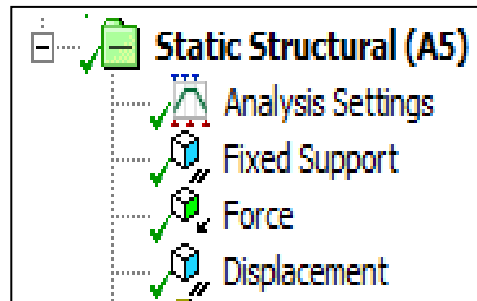 Static Structural (A5)
Analysis Settings
Fixed Support
Force
Displacement